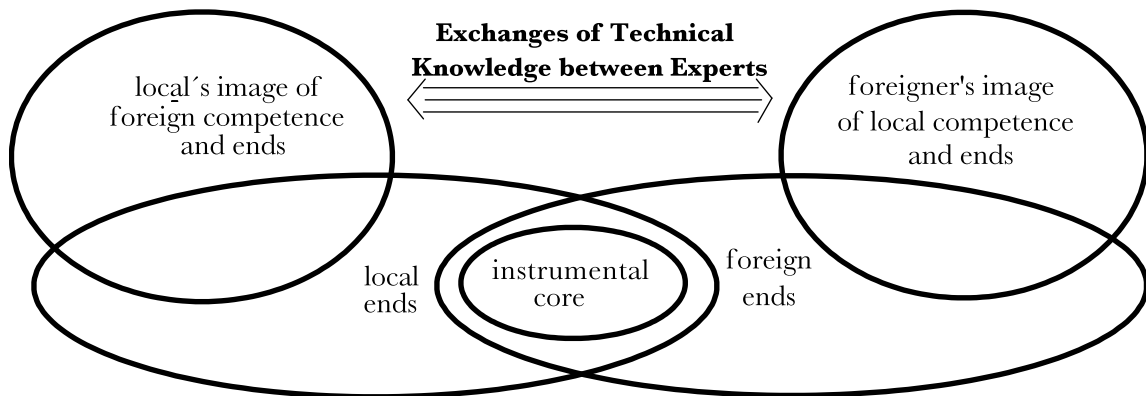 Exchanges of Technical
Knowledge between Experts
local´s image of
foreign competence
and ends
foreigner's image
of local competence
and ends
local
ends
instrumental
core
foreign
ends